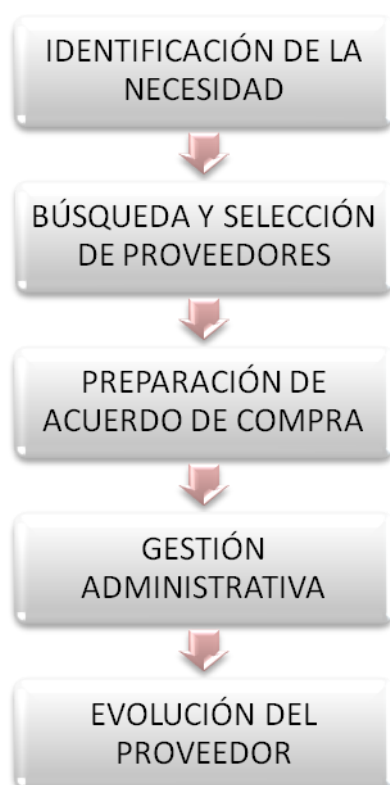 IDENTIFICACIÓN DE LA
NECESIDAD
BÚSQUEDA Y SELECCIÓN
DE PROVEEDORES
PREPARACIÓN DE
ACUERDO DE COMPRA
GESTIÓN
ADMINISTRATIVA
EVOLUCIÓN DEL
PROVEEDOR